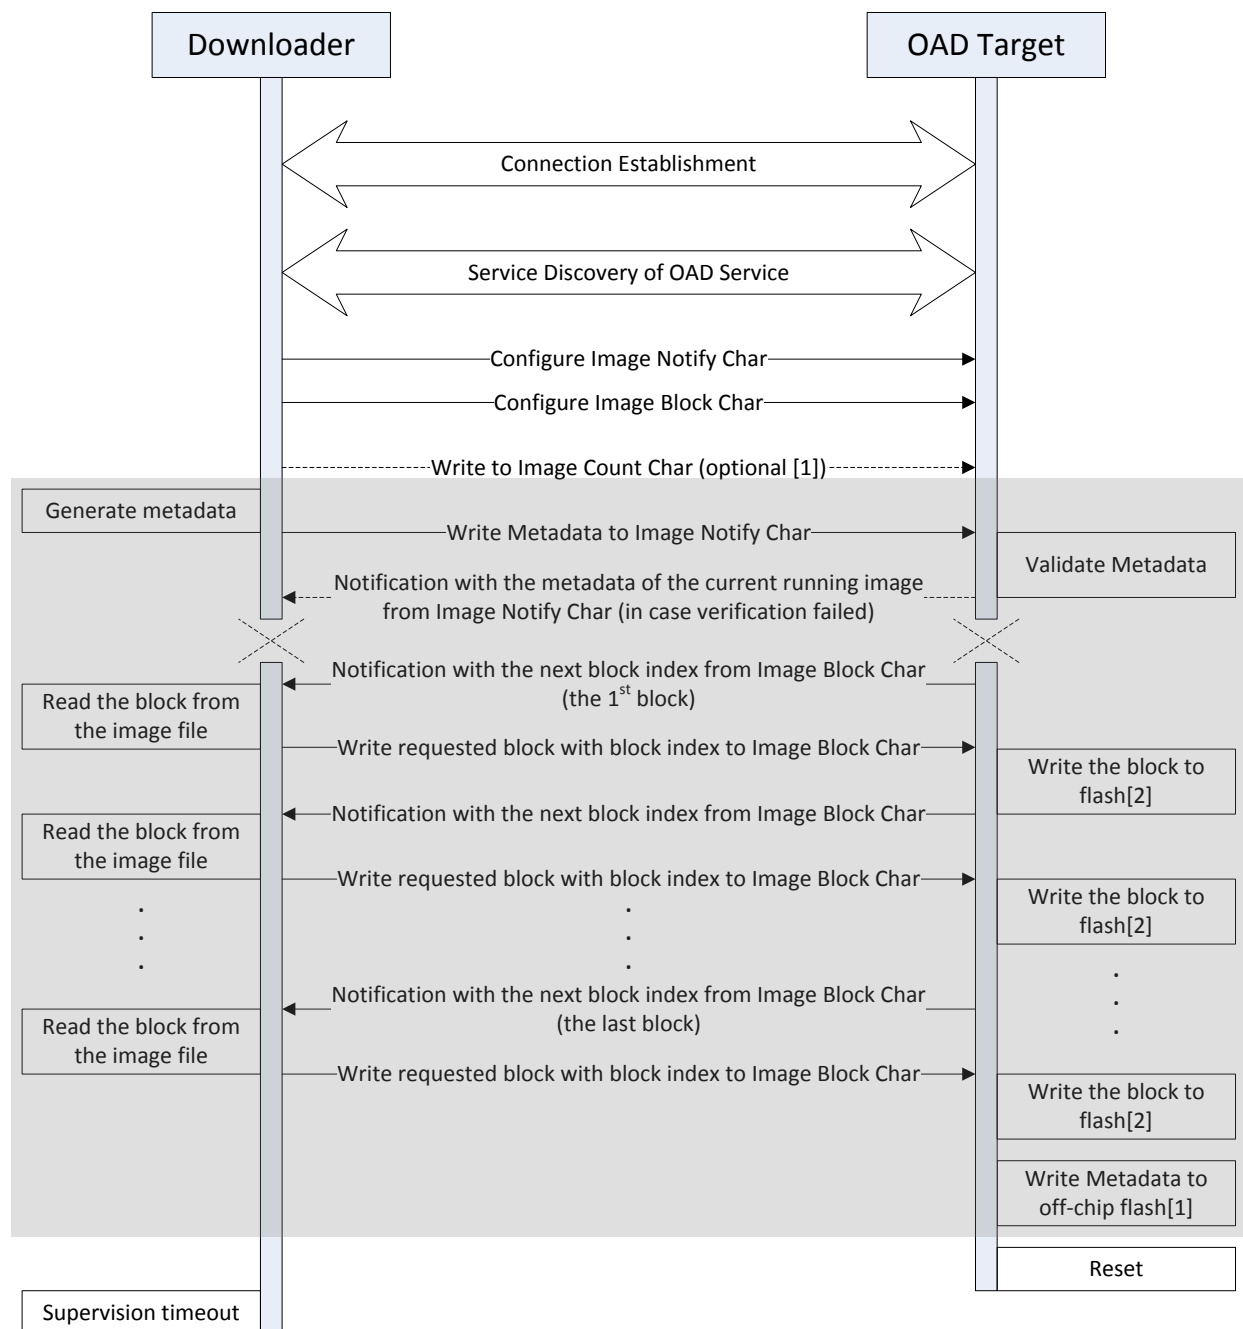 Downloader
OAD Target
Connection Establishment
Service Discovery of OAD Service
Configure Image Notify Char
Configure Image Block Char
Write to Image Count Char (optional [1])
Generate metadata
Write Metadata to Image Notify Char
Validate Metadata
Notification with the metadata of the current running image
from Image Notify Char (in case verification failed)
Notification with the next block index from Image Block Char
(the 1st block)
Read the block from
the image file
Write requested block with block index to Image Block Char
Write the block to
flash[2]
Notification with the next block index from Image Block Char
Read the block from
the image file
Write requested block with block index to Image Block Char
Write the block to
flash[2]
.
.
.
.
.
.
.
.
.
Notification with the next block index from Image Block Char
(the last block)
Read the block from
the image file
Write requested block with block index to Image Block Char
Write the block to
flash[2]
Write Metadata to
off-chip flash[1]
Reset
Supervision timeout